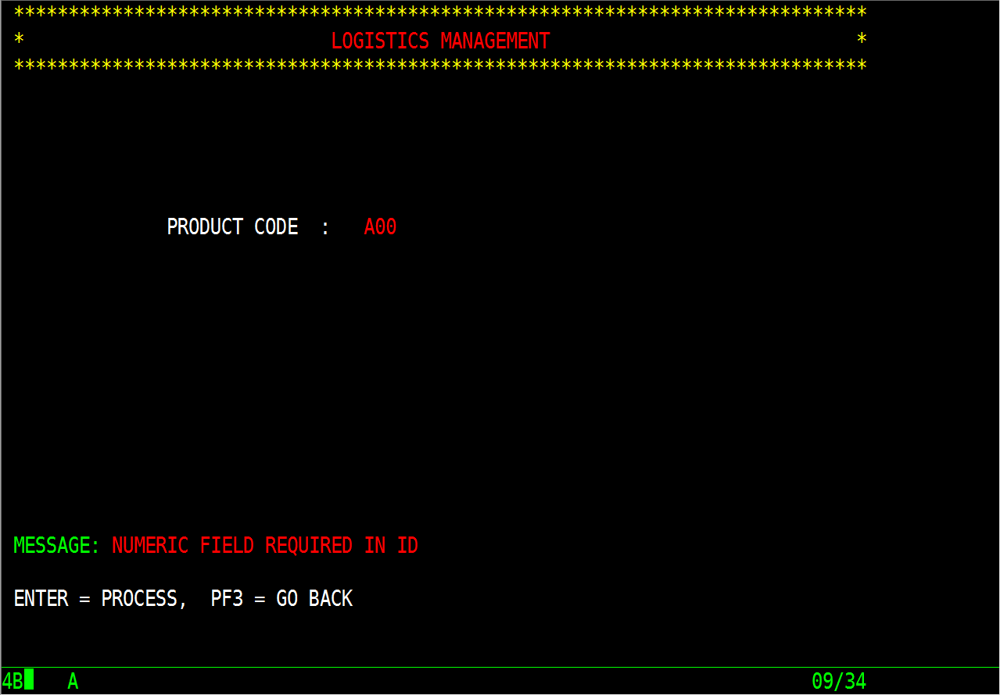 ******************************************************************************
* LOGISTICS MANAGEMENT *
******************************************************************************
PRODUCT CODE : A00
MESSAGE: NUMERIC FIELD REQUIRED IN ID
ENTER = PROCESS, PF3 = GO BACK
4B A 09/34